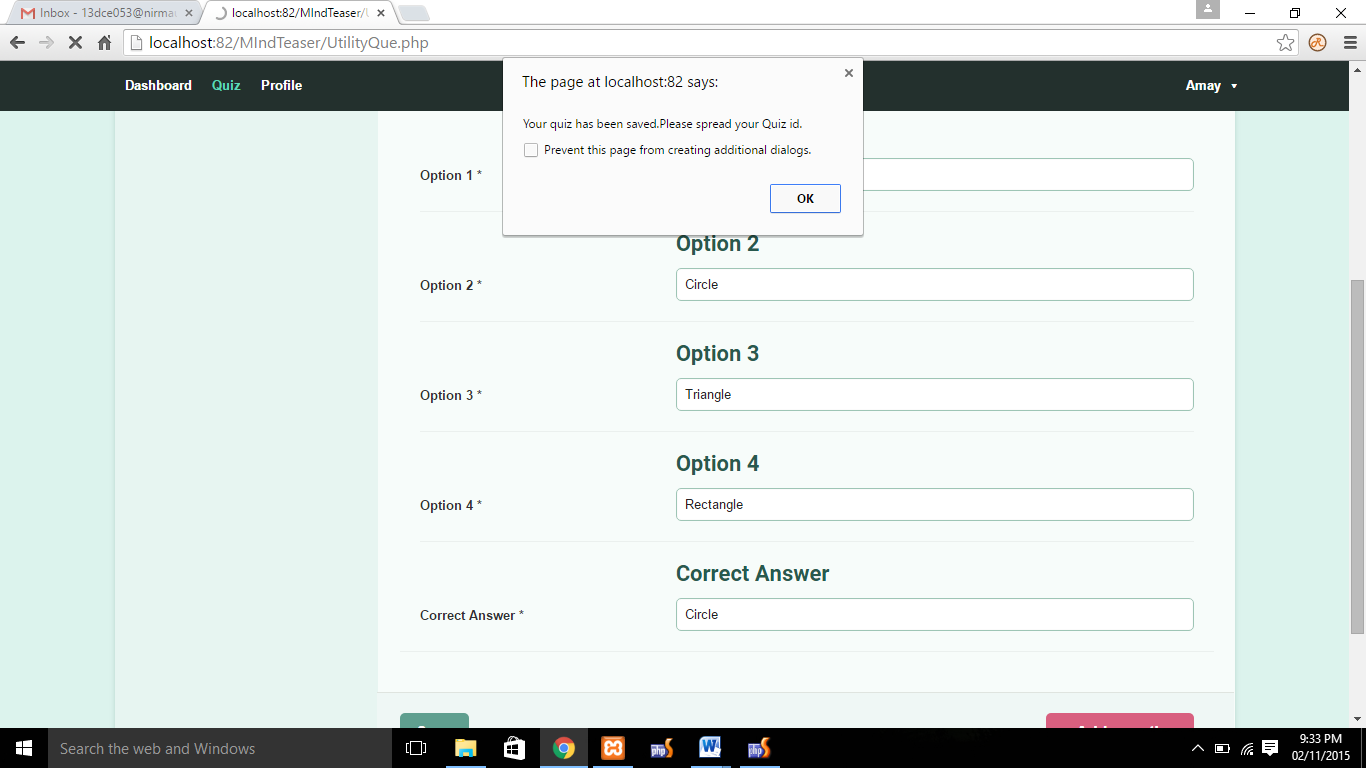 Inbox - 13dce053@nirma
localhost:82/MIndTeaser/
localhost:82/MIndTeaser/UtilityQue.php
Dashboard Quiz Profile Amay
The page at localhost:82 says:
Your quiz has been saved.Please spread your Quiz id.
Prevent this page from creating additional dialogs.
OK
Option 1 *
Option 2
Option 2 * Circle
Option 3
Option 3 * Triangle
Option 4
Option 4 * Rectangle
Correct Answer
Correct Answer * Circle
Search the web and Windows
9:33 PM
02/11/2015